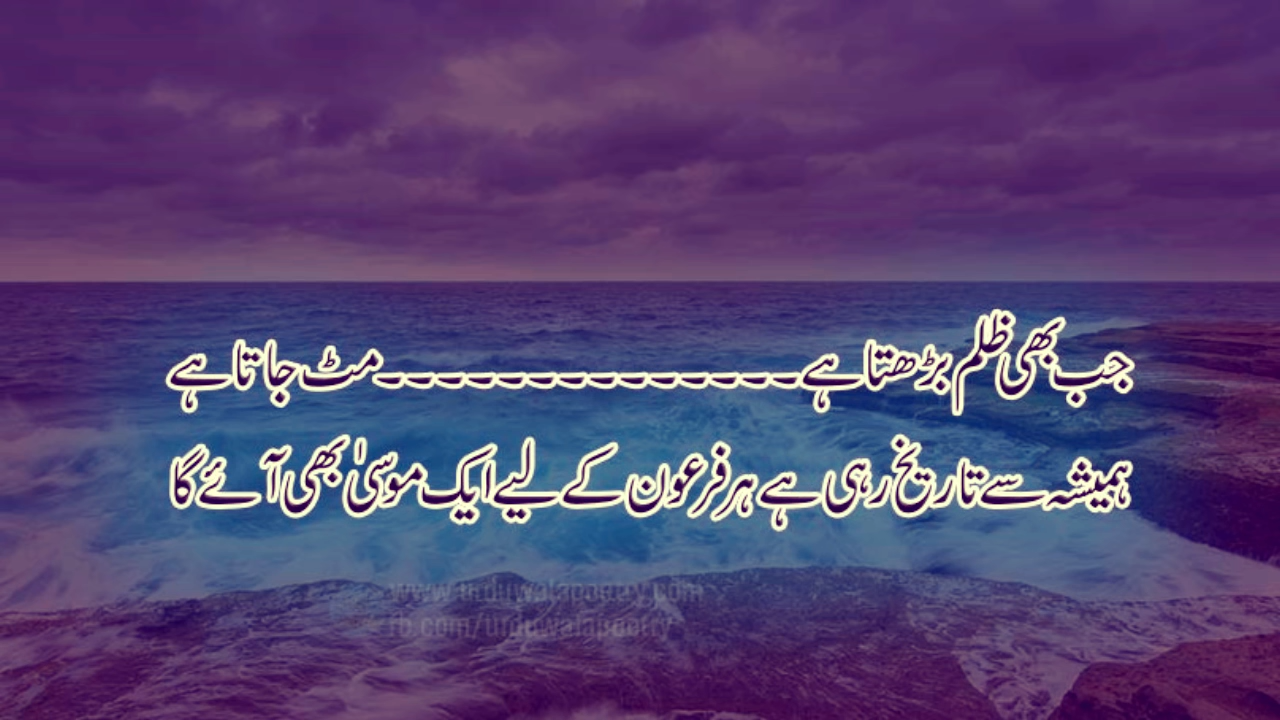 جب بھی ظلم بڑھتا ہے۔۔۔۔۔۔۔۔۔۔۔۔۔۔مٹ جاتا ہے
ہمیشہ سے تاریخ رہی ہے ہر فرعون کے لیے ایک موسیٰ بھی آئے گا
www.urduwalapoetry.com
fb.com/urduwalapoetry